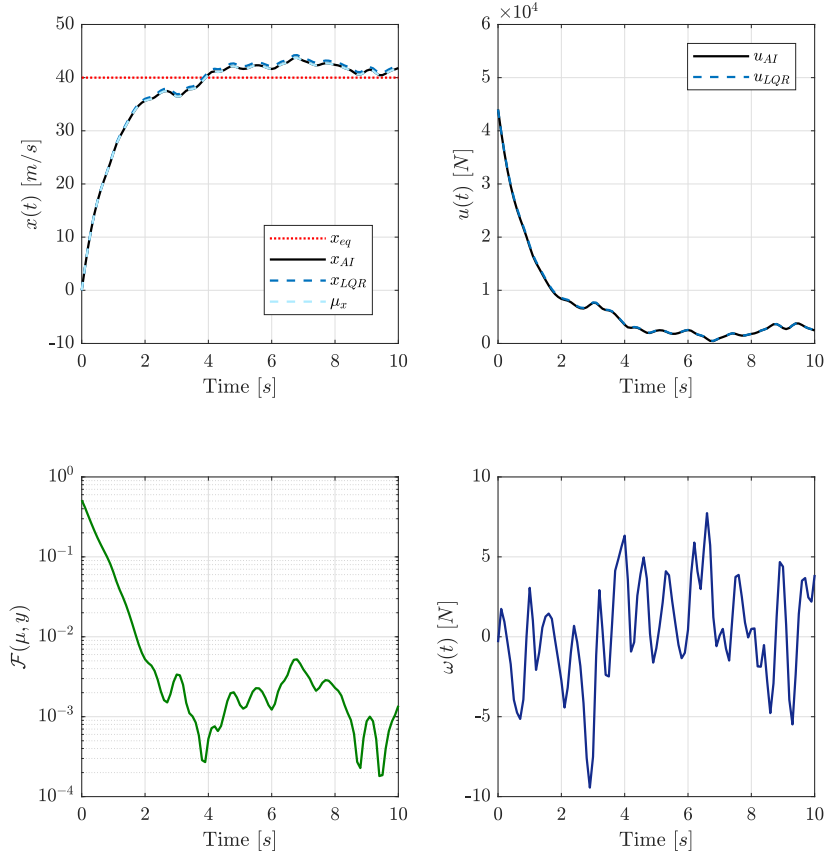 50
40
30
20
10
0
-10
x(t) [m/s]
x_eq
x_AI
x_LQR
μ_x
0 2 4 6 8 10
Time [s]
×10^4
6
5
4
3
2
1
0
u(t) [N]
u_AI
u_LQR
0 2 4 6 8 10
Time [s]
10^0
10^-1
10^-2
10^-3
10^-4
ℱ(μ, y)
0 2 4 6 8 10
Time [s]
10
5
0
-5
-10
ω(t) [N]
0 2 4 6 8 10
Time [s]